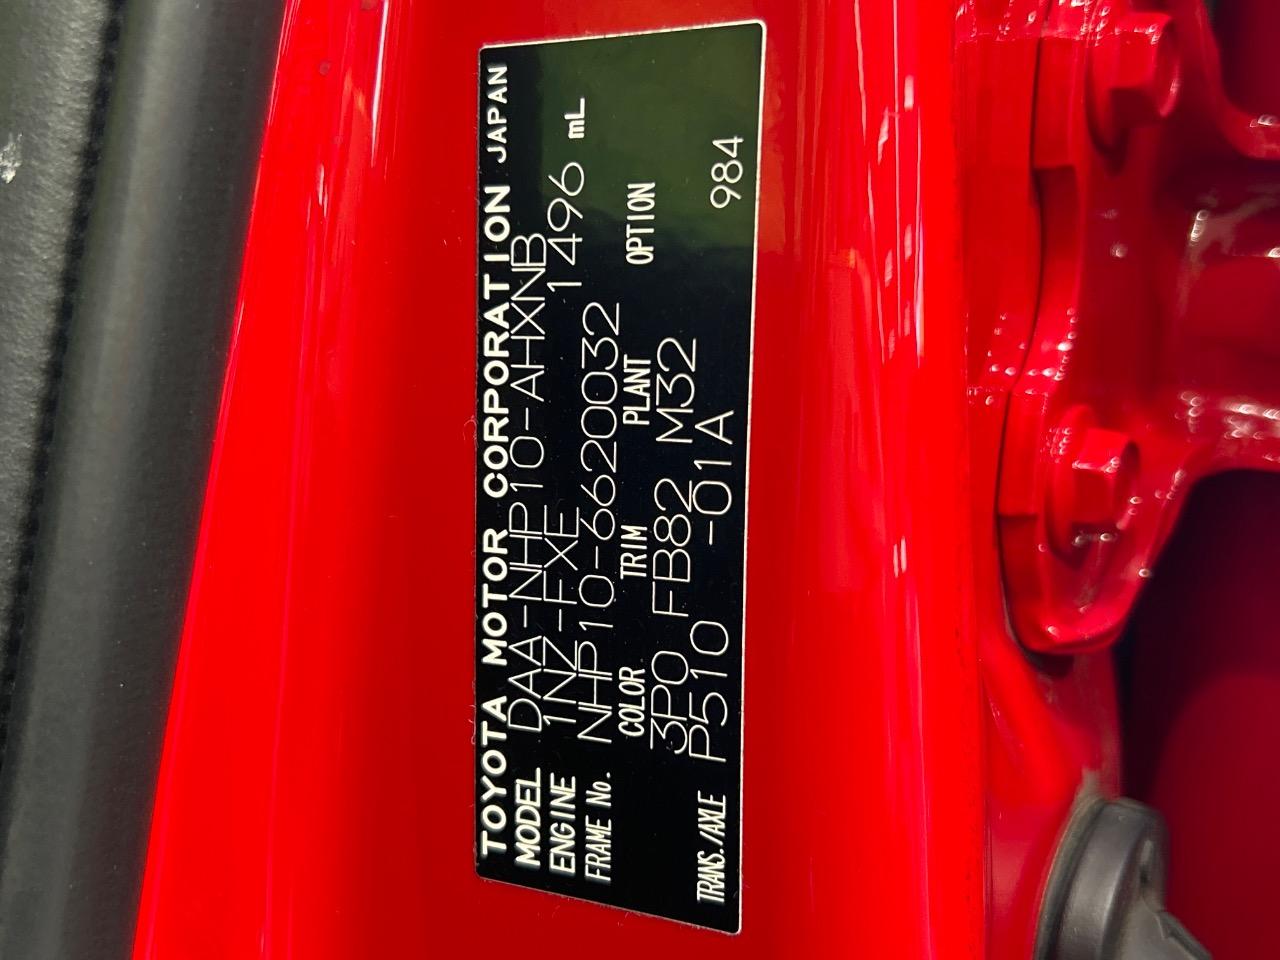 TOYOTA MOTOR CORPORATION JAPAN
MODEL DAA-NHP10-AHXNB
ENGINE 1NZ-FXE 1496 mL
FRAME No. NHP10-6620032
COLOR TRIM PLANT OPTION
3P0 FB82 M32
TRANS./AXLE P510 -01A 984